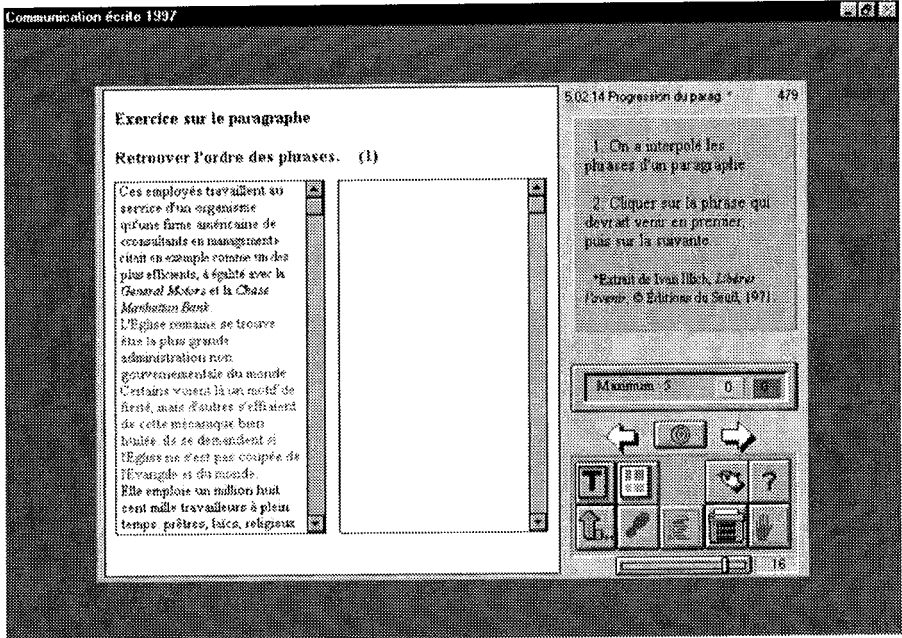 Communication écrite 1997
5.02.14 Progression du parag. * 479
Exercice sur le paragraphe
Retrouver l'ordre des phrases. (1)
Ces employés travaillent au
service d'un organisme
qu'une firme américaine de
«consultants en management»
citait en exemple comme un des
plus efficients, à égalité avec la
General Motors et la Chase
Manhattan Bank.
L'Eglise romaine se trouve
être la plus grande
administration non
gouvernementale du monde
Certains voient là un motif de
fierté, mais d'autres s'effraient
de cette mécanique bien
huilée: ils se demandent si
l'Eglise ne s'est pas coupée de
l'Evangile et du monde.
Elle emploie un million huit
cent mille travailleurs à plein
temps: prêtres, laïcs, religieux
1. On a interpolé les
phrases d'un paragraphe
2. Cliquer sur la phrase qui
devrait venir en premier,
puis sur la suivante
*Extrait de Ivan Illich, Libérer
l'avenir, © Éditions du Seuil, 1971.
Maximum 5 0 0
T
?
16